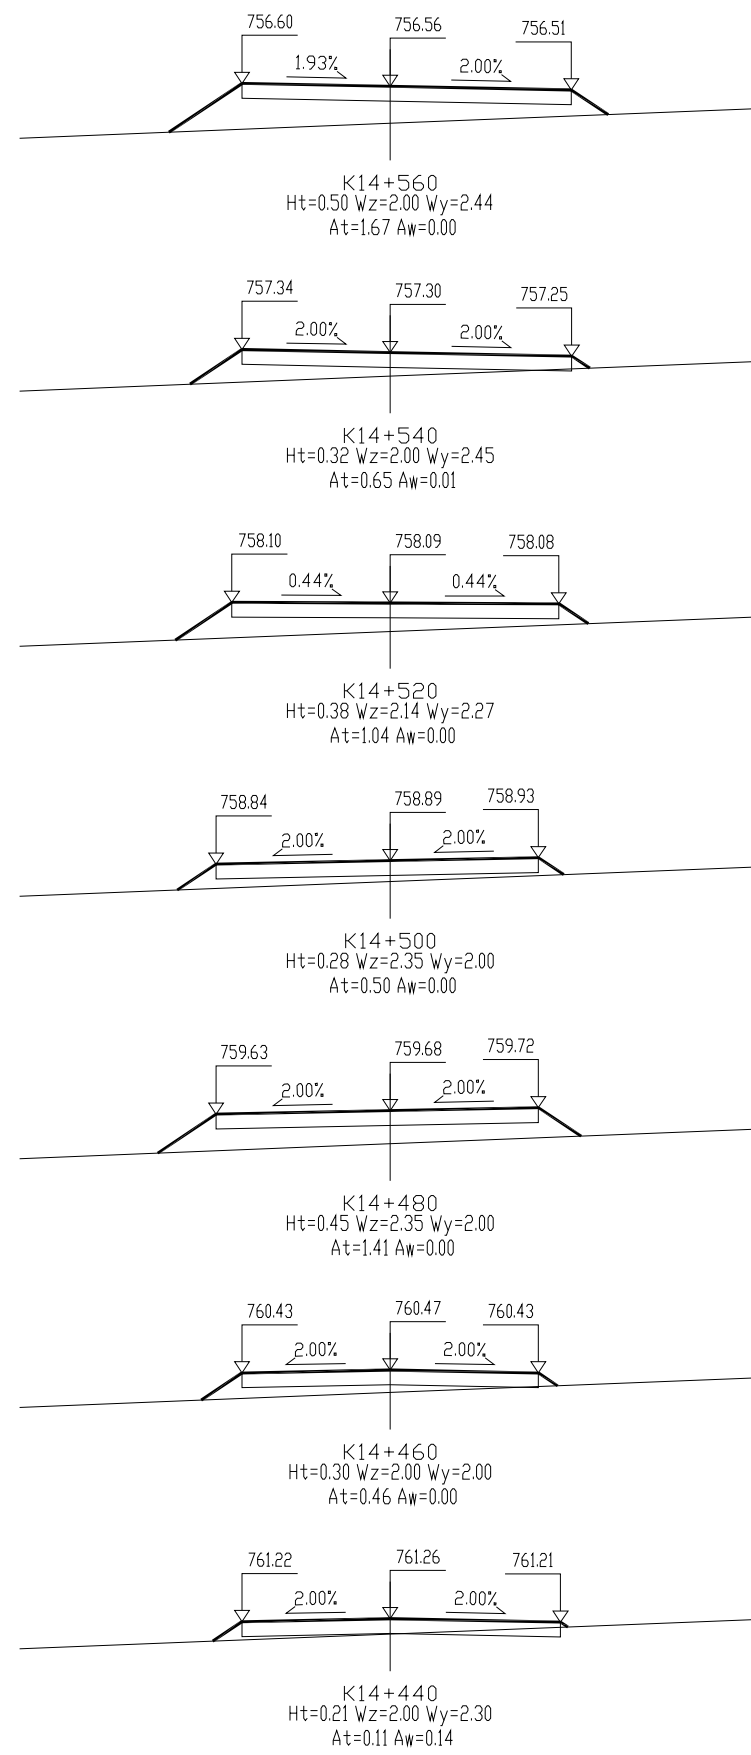 756.60 756.56 756.51
1.93% 2.00%
K14+560
Ht=0.50 Wz=2.00 Wy=2.44
At=1.67 Aw=0.00
757.34 757.30 757.25
2.00% 2.00%
K14+540
Ht=0.32 Wz=2.00 Wy=2.45
At=0.65 Aw=0.01
758.10 758.09 758.08
0.44% 0.44%
K14+520
Ht=0.38 Wz=2.14 Wy=2.27
At=1.04 Aw=0.00
758.84 758.89 758.93
2.00% 2.00%
K14+500
Ht=0.28 Wz=2.35 Wy=2.00
At=0.50 Aw=0.00
759.63 759.68 759.72
2.00% 2.00%
K14+480
Ht=0.45 Wz=2.35 Wy=2.00
At=1.41 Aw=0.00
760.43 760.47 760.43
2.00% 2.00%
K14+460
Ht=0.30 Wz=2.00 Wy=2.00
At=0.46 Aw=0.00
761.22 761.26 761.21
2.00% 2.00%
K14+440
Ht=0.21 Wz=2.00 Wy=2.30
At=0.11 Aw=0.14